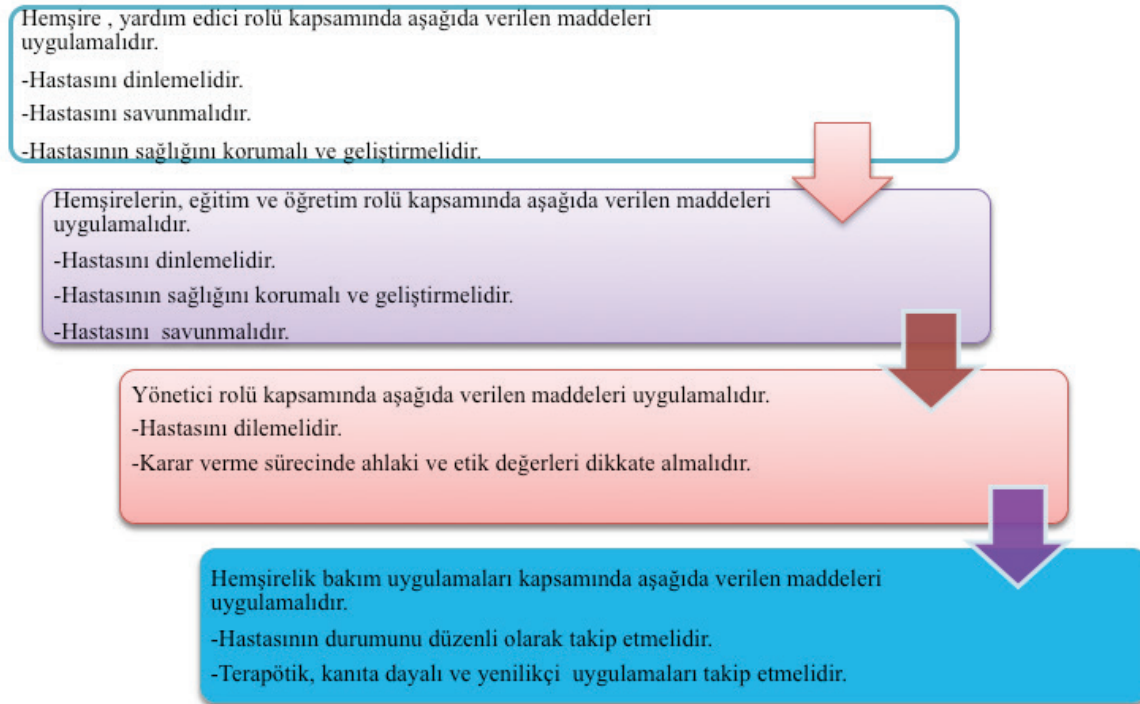 Hemşire , yardım edici rolü kapsamında aşağıda verilen maddeleri
uygulamalıdır.
-Hastasını dinlemelidir.
-Hastasını savunmalıdır.
-Hastasının sağlığını korumalı ve geliştirmelidir.
Hemşirelerin, eğitim ve öğretim rolü kapsamında aşağıda verilen maddeleri
uygulamalıdır.
-Hastasını dinlemelidir.
-Hastasının sağlığını korumalı ve geliştirmelidir.
-Hastasını savunmalıdır.
Yönetici rolü kapsamında aşağıda verilen maddeleri uygulamalıdır.
-Hastasını dilemelidir.
-Karar verme sürecinde ahlaki ve etik değerleri dikkate almalıdır.
Hemşirelik bakım uygulamaları kapsamında aşağıda verilen maddeleri
uygulamalıdır.
-Hastasının durumunu düzenli olarak takip etmelidir.
-Terapötik, kanıta dayalı ve yenilikçi uygulamaları takip etmelidir.